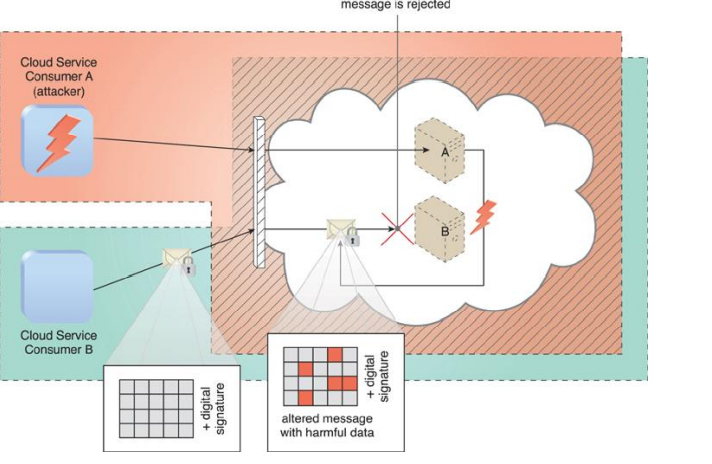 message is rejected
Cloud Service
Consumer A
(attacker)
A
B
Cloud Service
Consumer B
+ digital
signature
+ digital
signature
altered message
with harmful data